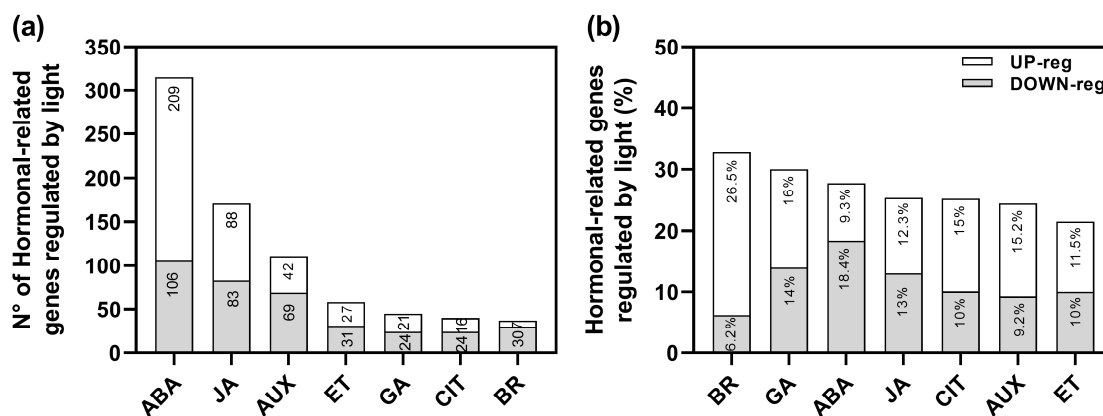 (a)
N° of Hormonal-related
genes regulated by light
350
300
250
200
150
100
50
0
209
106
88
83
42
69
27
31
21
24
16
24
7
30
ABA
JA
AUX
ET
GA
CIT
BR
(b)
Hormonal-related genes
regulated by light (%)
50
40
30
20
10
0
UP-reg
DOWN-reg
26.5%
6.2%
16%
14%
9.3%
18.4%
12.3%
13%
15%
10%
15.2%
9.2%
11.5%
10%
BR
GA
ABA
JA
CIT
AUX
ET